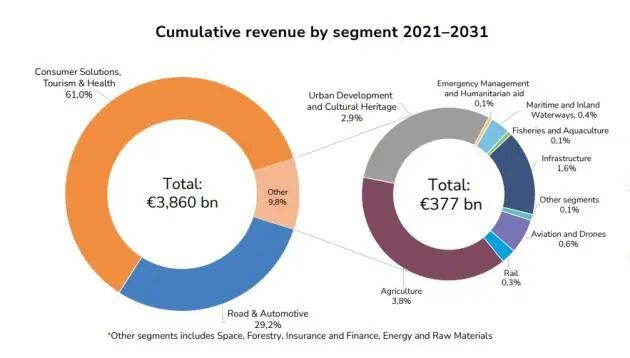 Cumulative revenue by segment 2021–2031
Consumer Solutions,
Tourism & Health
61,0%
Total:
€3,860 bn
Other
9,8%
Road & Automotive
29,2%
Urban Development
and Cultural Heritage
2,9%
Emergency Management
and Humanitarian aid
0,1%
Maritime and Inland
Waterways, 0,4%
Fisheries and Aquaculture
0,1%
Infrastructure
1,6%
Other segments
0,1%
Aviation and Drones
0,6%
Rail
0,3%
Agriculture
3,8%
Total:
€377 bn
*Other segments includes Space, Forestry, Insurance and Finance, Energy and Raw Materials